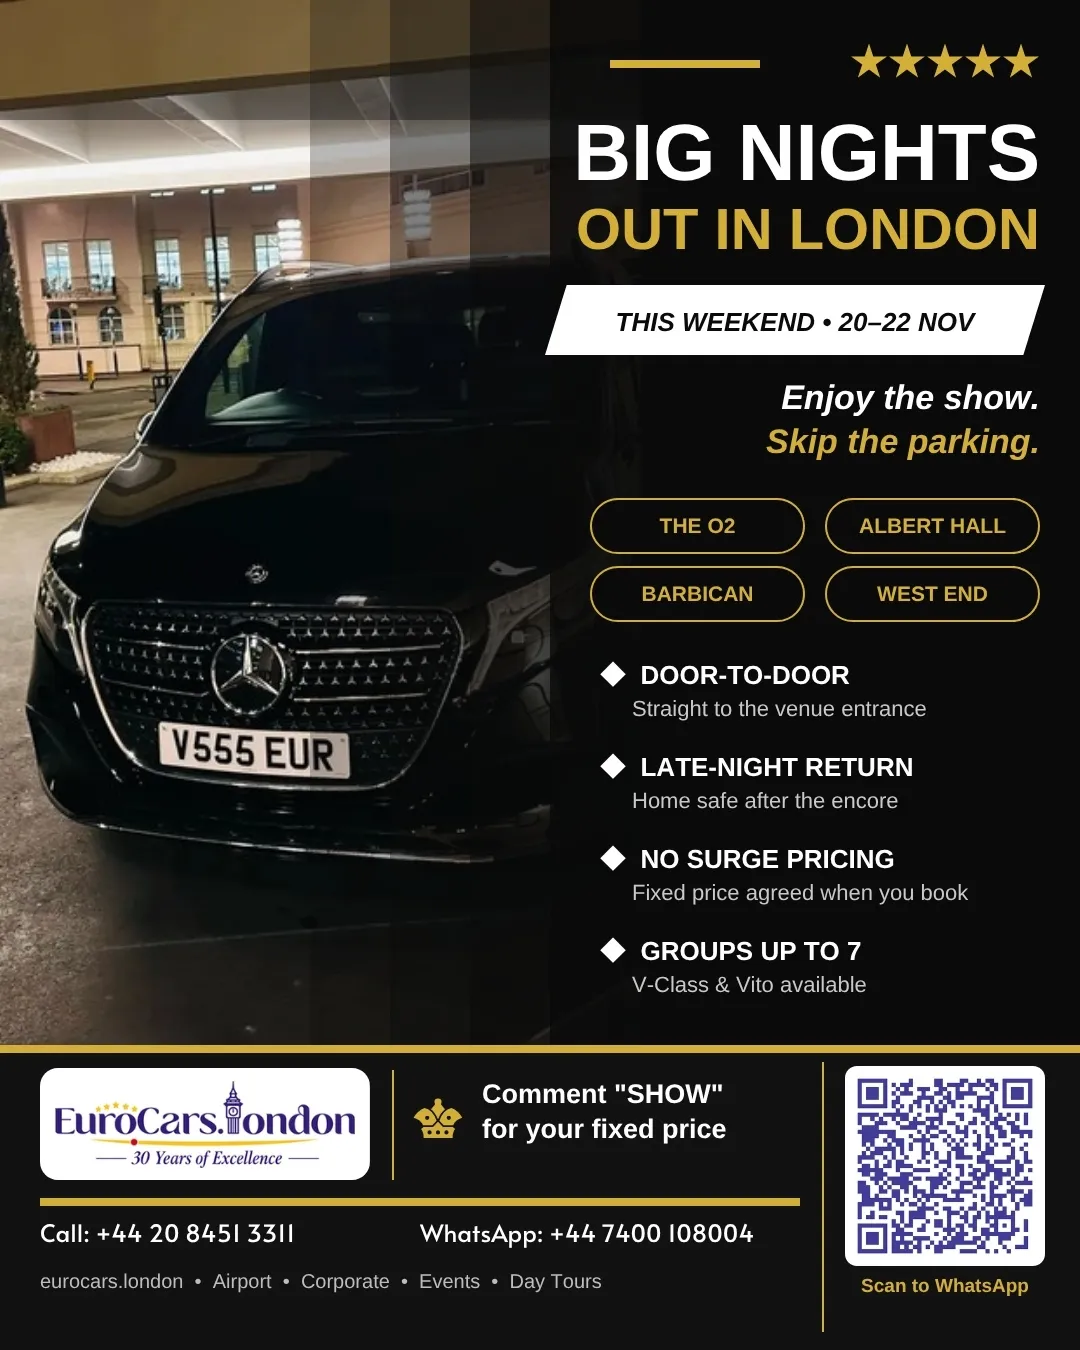 BIG NIGHTS
OUT IN LONDON
THIS WEEKEND • 20–22 NOV
Enjoy the show.
Skip the parking.
THE O2
ALBERT HALL
BARBICAN
WEST END
DOOR-TO-DOOR
Straight to the venue entrance
LATE-NIGHT RETURN
Home safe after the encore
NO SURGE PRICING
Fixed price agreed when you book
GROUPS UP TO 7
V-Class & Vito available
V555 EUR
EuroCars.london
30 Years of Excellence
Comment "SHOW"
for your fixed price
Call: +44 20 8451 3311
WhatsApp: +44 7400 108004
eurocars.london • Airport • Corporate • Events • Day Tours
Scan to WhatsApp